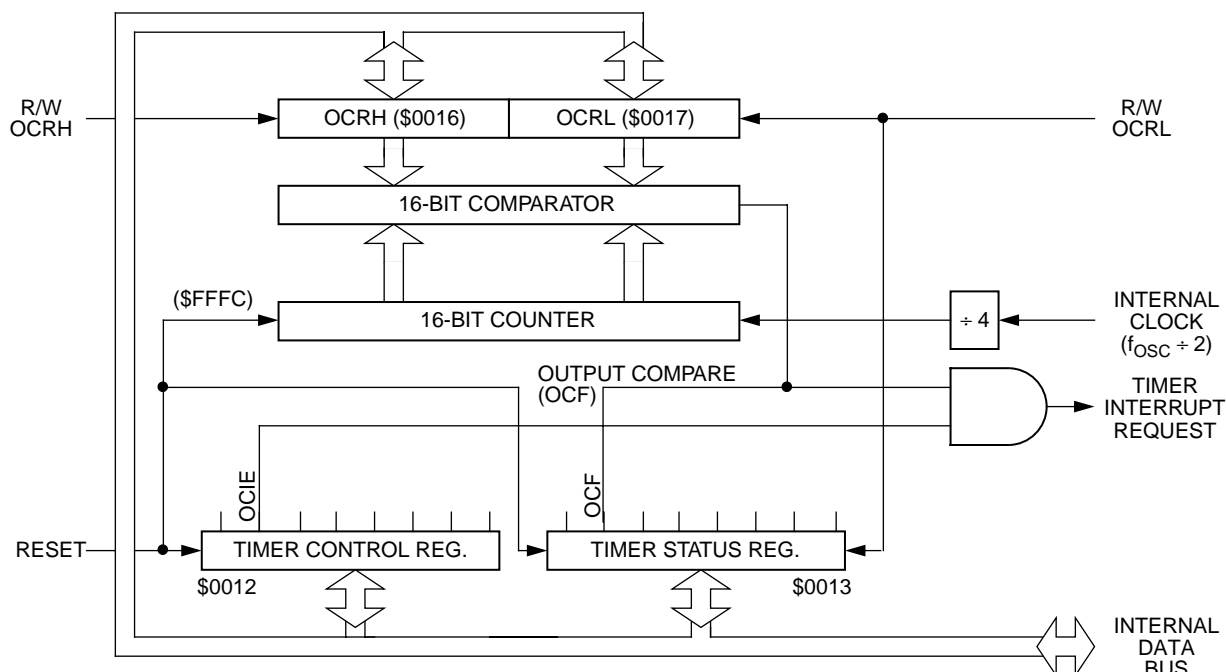 R/W
OCRH
OCRH ($0016)
OCRL ($0017)
R/W
OCRL
16-BIT COMPARATOR
($FFFC)
16-BIT COUNTER
÷ 4
INTERNAL
CLOCK
(fOSC ÷ 2)
OUTPUT COMPARE
(OCF)
TIMER
INTERRUPT
REQUEST
OCIE
OCF
RESET
TIMER CONTROL REG.
TIMER STATUS REG.
$0012
$0013
INTERNAL
DATA
BUS